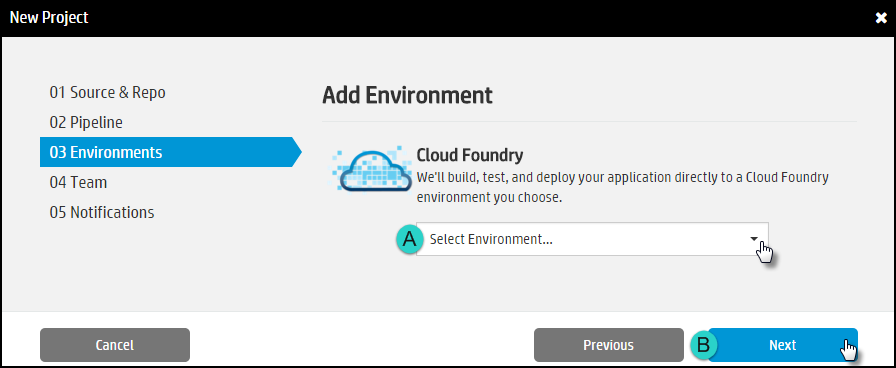 New Project
01 Source & Repo
02 Pipeline
03 Environments
04 Team
05 Notifications
Add Environment
Cloud Foundry
We'll build, test, and deploy your application directly to a Cloud Foundry
environment you choose.
A Select Environment...
Cancel
Previous
B Next